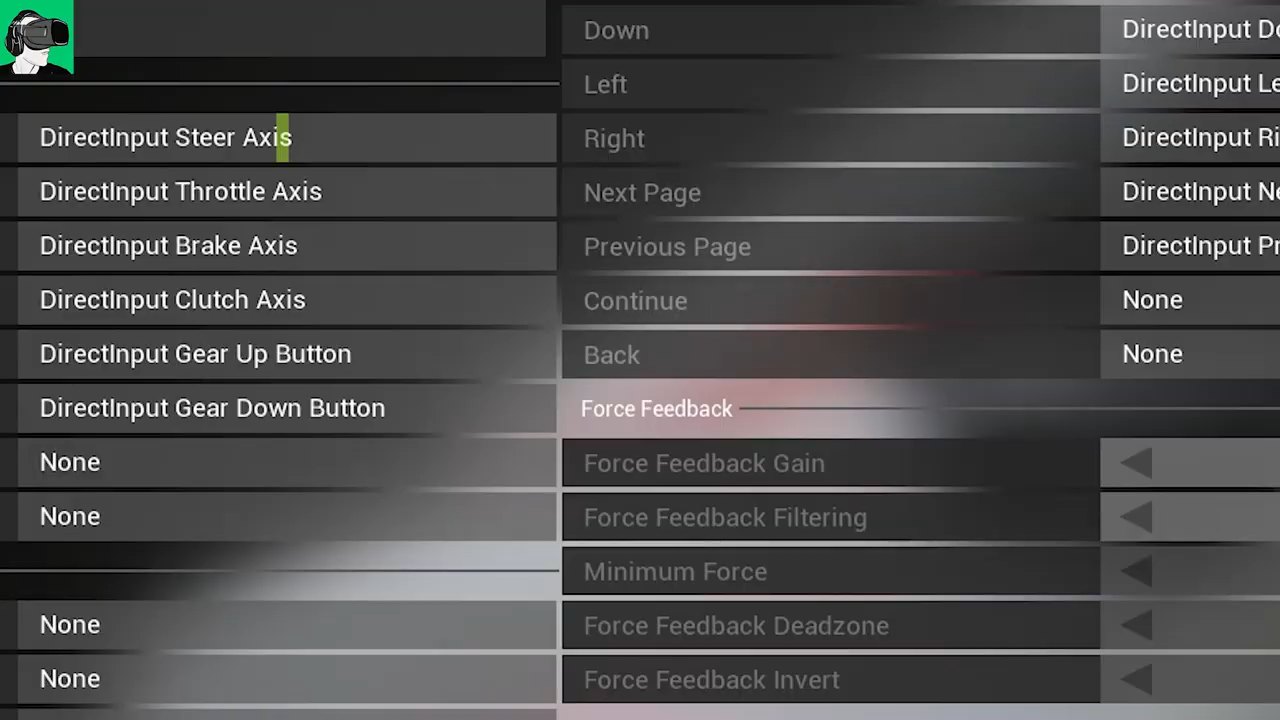 DirectInput Steer Axis
DirectInput Throttle Axis
DirectInput Brake Axis
DirectInput Clutch Axis
DirectInput Gear Up Button
DirectInput Gear Down Button
None
None
None
None
Down
DirectInput Do
Left
DirectInput Le
Right
DirectInput Ri
Next Page
DirectInput Ne
Previous Page
DirectInput Pr
Continue
None
Back
None
Force Feedback
Force Feedback Gain
Force Feedback Filtering
Minimum Force
Force Feedback Deadzone
Force Feedback Invert